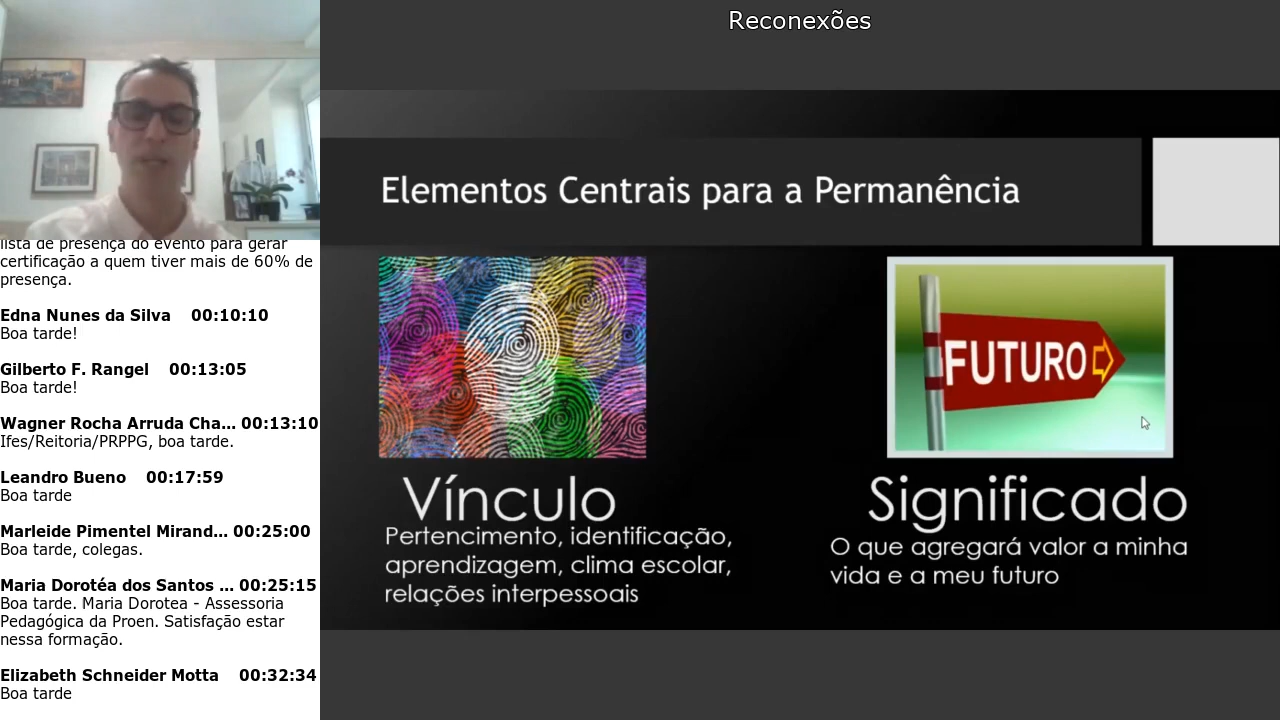 Reconexões
lista de presença do evento para gerar
certificação a quem tiver mais de 60% de
presença.
Edna Nunes da Silva 00:10:10
Boa tarde!
Gilberto F. Rangel 00:13:05
Boa tarde!
Wagner Rocha Arruda Cha... 00:13:10
Ifes/Reitoria/PRPPG, boa tarde.
Leandro Bueno 00:17:59
Boa tarde
Marleide Pimentel Mirand... 00:25:00
Boa tarde, colegas.
Maria Dorotéa dos Santos ... 00:25:15
Boa tarde. Maria Dorotea - Assessoria
Pedagógica da Proen. Satisfação estar
nessa formação.
Elizabeth Schneider Motta 00:32:34
Boa tarde
Elementos Centrais para a Permanência
Vínculo
Pertencimento, identificação,
aprendizagem, clima escolar,
relações interpessoais
FUTURO
Significado
O que agregará valor a minha
vida e a meu futuro